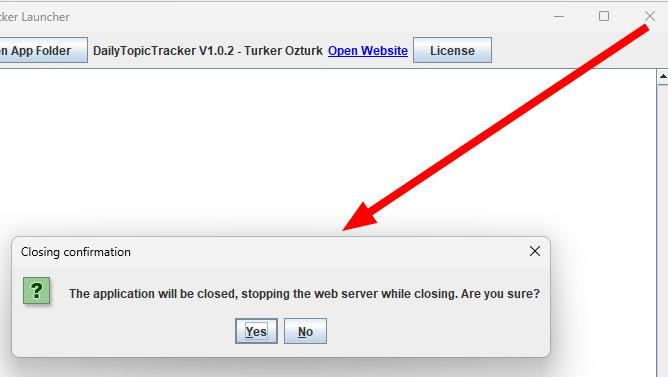 cker Launcher
n App Folder DailyTopicTracker V1.0.2 - Turker Ozturk Open Website License
Closing confirmation
? The application will be closed, stopping the web server while closing. Are you sure?
Yes No